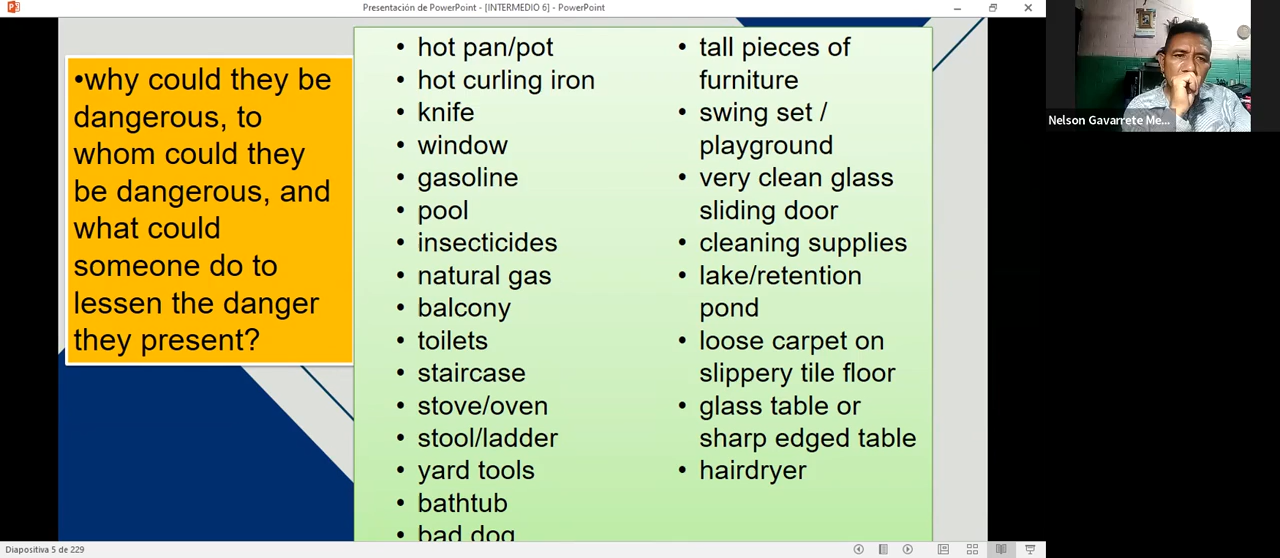 Presentación de PowerPoint - [INTERMEDIO 6] - PowerPoint
•why could they be
dangerous, to
whom could they
be dangerous, and
what could
someone do to
lessen the danger
they present?
• hot pan/pot
• hot curling iron
• knife
• window
• gasoline
• pool
• insecticides
• natural gas
• balcony
• toilets
• staircase
• stove/oven
• stool/ladder
• yard tools
• bathtub
• bad dog
• tall pieces of
furniture
• swing set /
playground
• very clean glass
sliding door
• cleaning supplies
• lake/retention
pond
• loose carpet on
slippery tile floor
• glass table or
sharp edged table
• hairdryer
Nelson Gavarrete Me...
Diapositiva 5 de 229